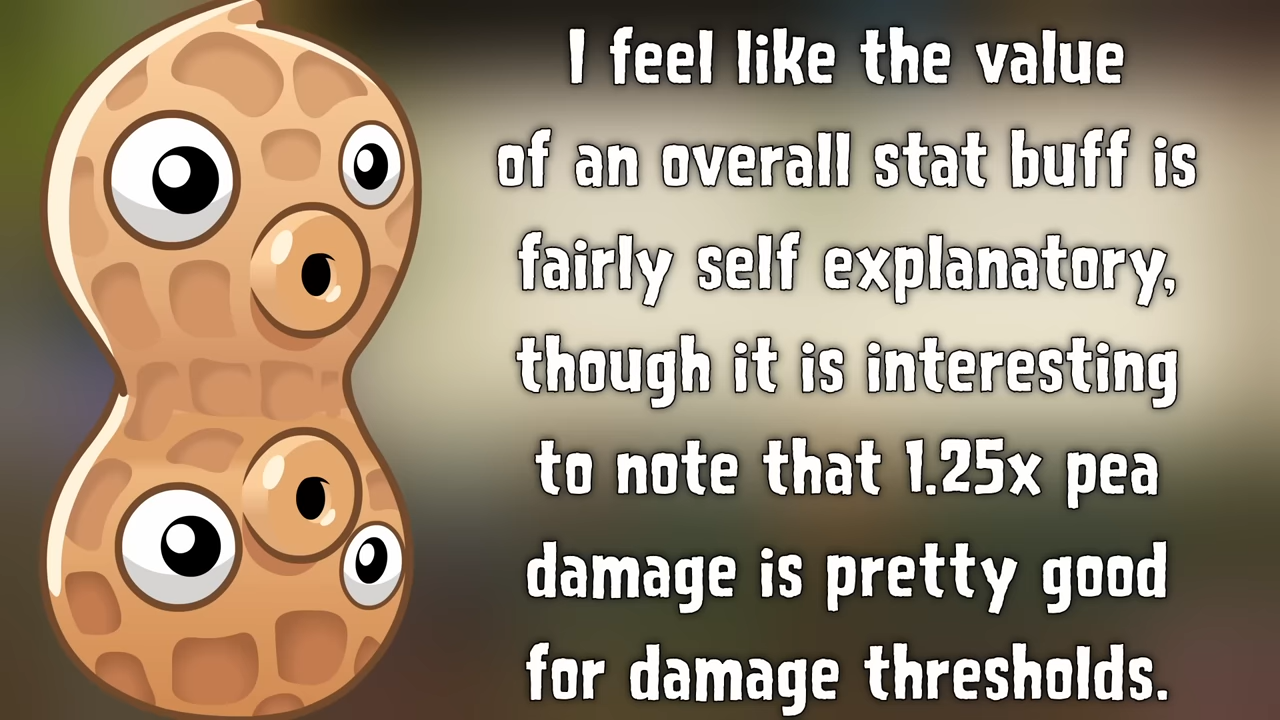 I feel like the value
of an overall stat buff is
fairly self explanatory,
though it is interesting
to note that 1.25x pea
damage is pretty good
for damage thresholds.